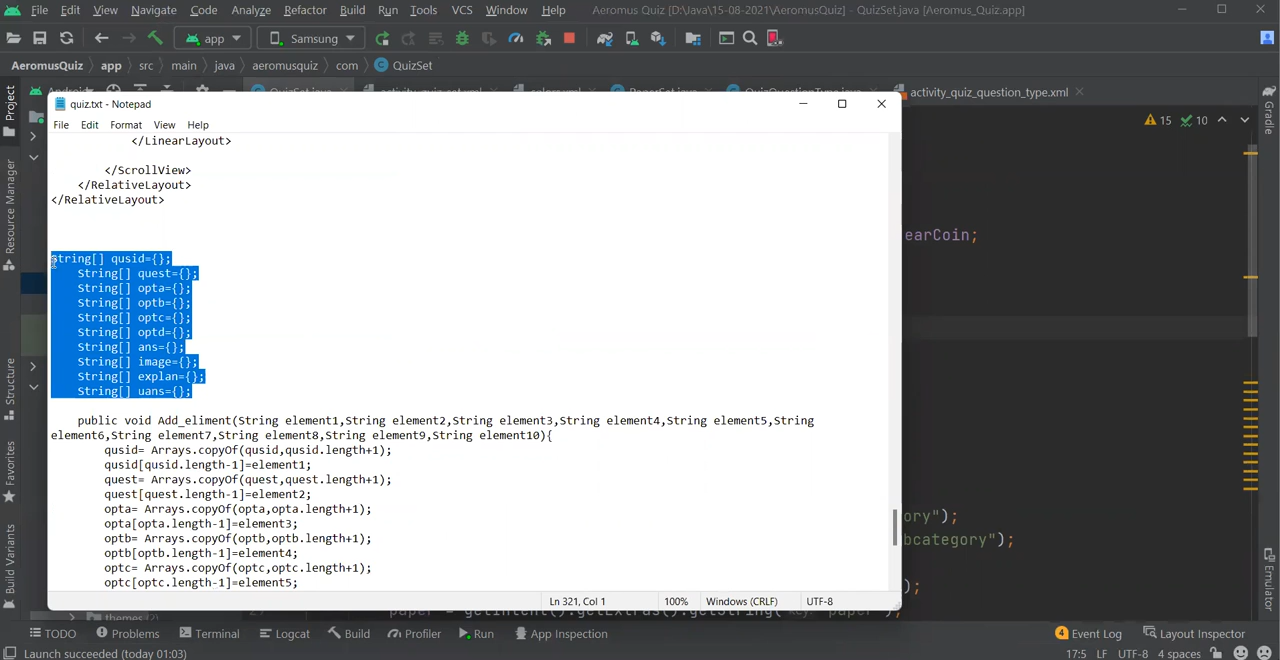 File Edit View Navigate Code Analyze Refactor Build Run Tools VCS Window Help Aeromus Quiz [D:\Java\15-08-2021\AeromusQuiz] - QuizSet.java [Aeromus_Quiz.app]
app Samsung
AeromusQuiz app src main java aeromusquiz com QuizSet
activity_quiz_question_type.xml
quiz.txt - Notepad
15 10
File Edit Format View Help
</LinearLayout>
</ScrollView>
</RelativeLayout>
</RelativeLayout>
earCoin;
String[] qusid={};
String[] quest={};
String[] opta={};
String[] optb={};
String[] optc={};
String[] optd={};
String[] ans={};
String[] image={};
String[] explan={};
String[] uans={};
public void Add_eliment(String element1,String element2,String element3,String element4,String element5,String
element6,String element7,String element8,String element9,String element10){
qusid= Arrays.copyOf(qusid,qusid.length+1);
qusid[qusid.length-1]=element1;
quest= Arrays.copyOf(quest,quest.length+1);
quest[quest.length-1]=element2;
opta= Arrays.copyOf(opta,opta.length+1);
opta[opta.length-1]=element3;
optb= Arrays.copyOf(optb,optb.length+1);
optb[optb.length-1]=element4;
optc= Arrays.copyOf(optc,optc.length+1);
optc[optc.length-1]=element5;
ory");
bcategory");
);
Ln 321, Col 1 100% Windows (CRLF) UTF-8
Project
Resource Manager
Structure
Favorites
Build Variants
Gradle
Emulator
TODO Problems Terminal Logcat Build Profiler Run App Inspection 4 Event Log Layout Inspector
Launch succeeded (today 01:03) 17:5 LF UTF-8 4 spaces